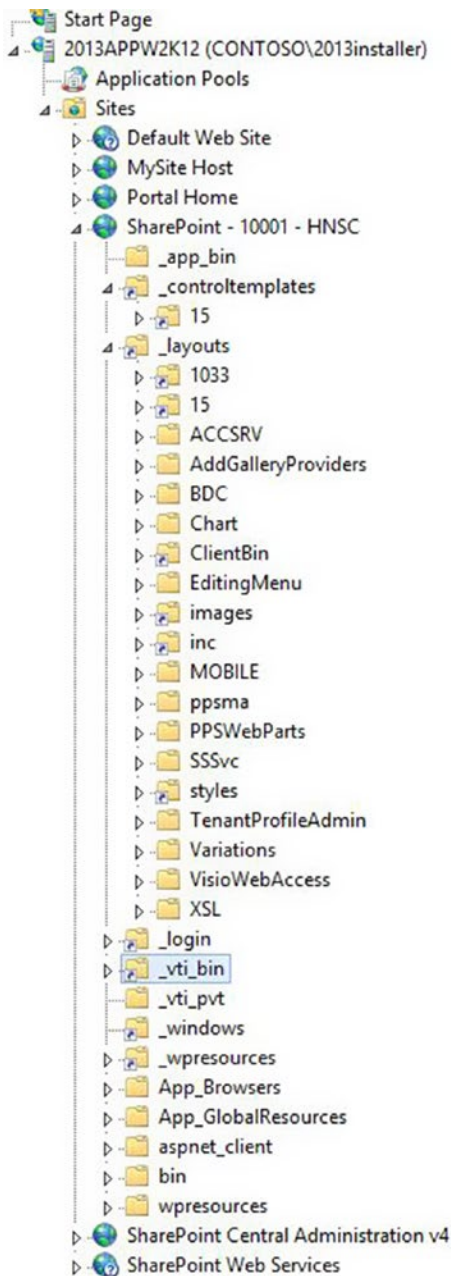 Start Page
2013APPW2K12 (CONTOSO\2013installer)
Application Pools
Sites
Default Web Site
MySite Host
Portal Home
SharePoint - 10001 - HNSC
_app_bin
_controltemplates
15
_layouts
1033
15
ACCSRV
AddGalleryProviders
BDC
Chart
ClientBin
EditingMenu
images
inc
MOBILE
ppsma
PPSWebParts
SSSvc
styles
TenantProfileAdmin
Variations
VisioWebAccess
XSL
_login
_vti_bin
_vti_pvt
_windows
_wpresources
App_Browsers
App_GlobalResources
aspnet_client
bin
wpresources
SharePoint Central Administration v4
SharePoint Web Services